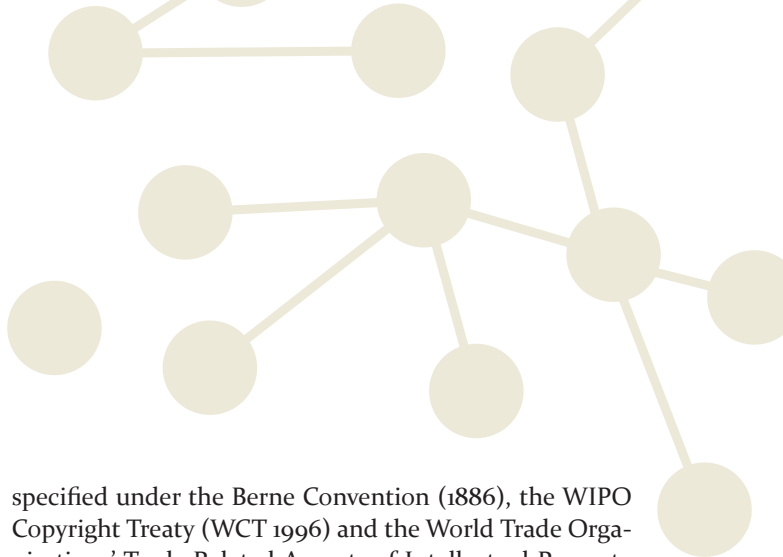 specified under the Berne Convention (1886), the WIPO
Copyright Treaty (WCT 1996) and the World Trade Orga-